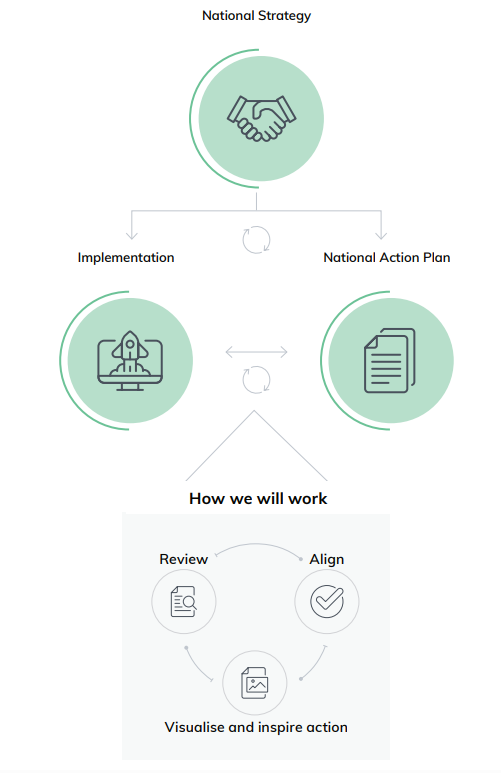 National Strategy
Implementation
National Action Plan
How we will work
Review
Align
Visualise and inspire action